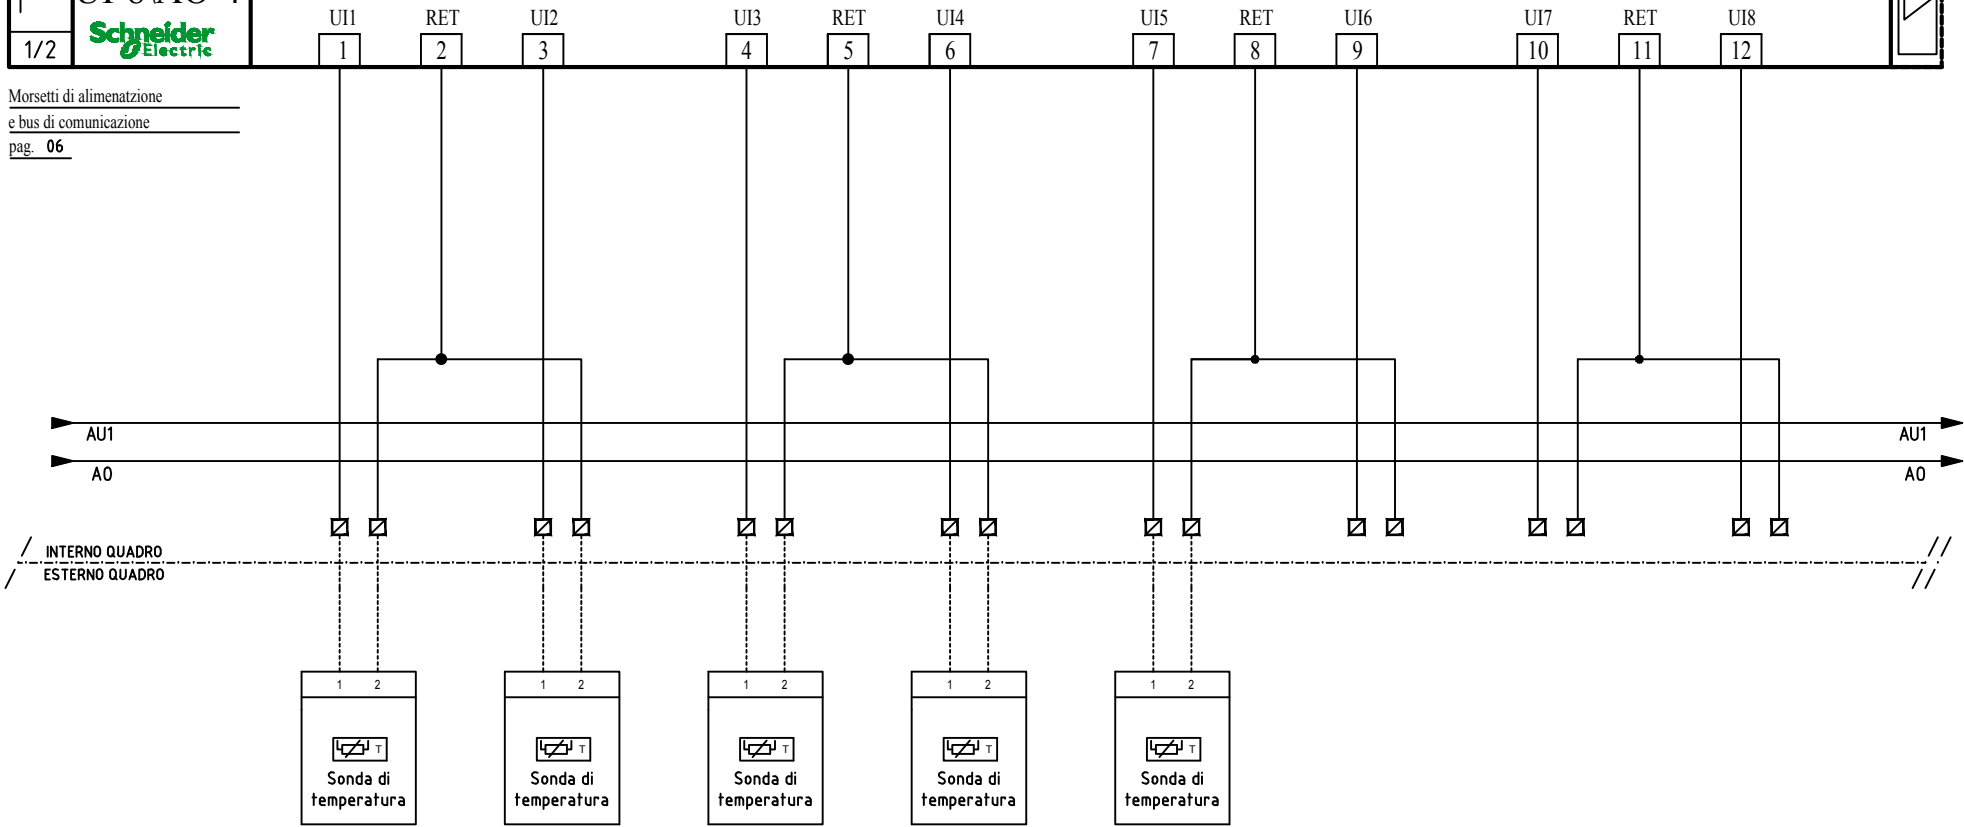 UI1 RET UI2 UI3 RET UI4 UI5 RET UI6 UI7 RET UI8
1/2 Schneider Electric 1 2 3 4 5 6 7 8 9 10 11 12
Morsetti di alimenatzione
e bus di comunicazione
pag. 06
AU1 AU1
A0 A0
INTERNO QUADRO
ESTERNO QUADRO
1 2 1 2 1 2 1 2 1 2
T T T T T
Sonda di Sonda di Sonda di Sonda di Sonda di
temperatura temperatura temperatura temperatura temperatura